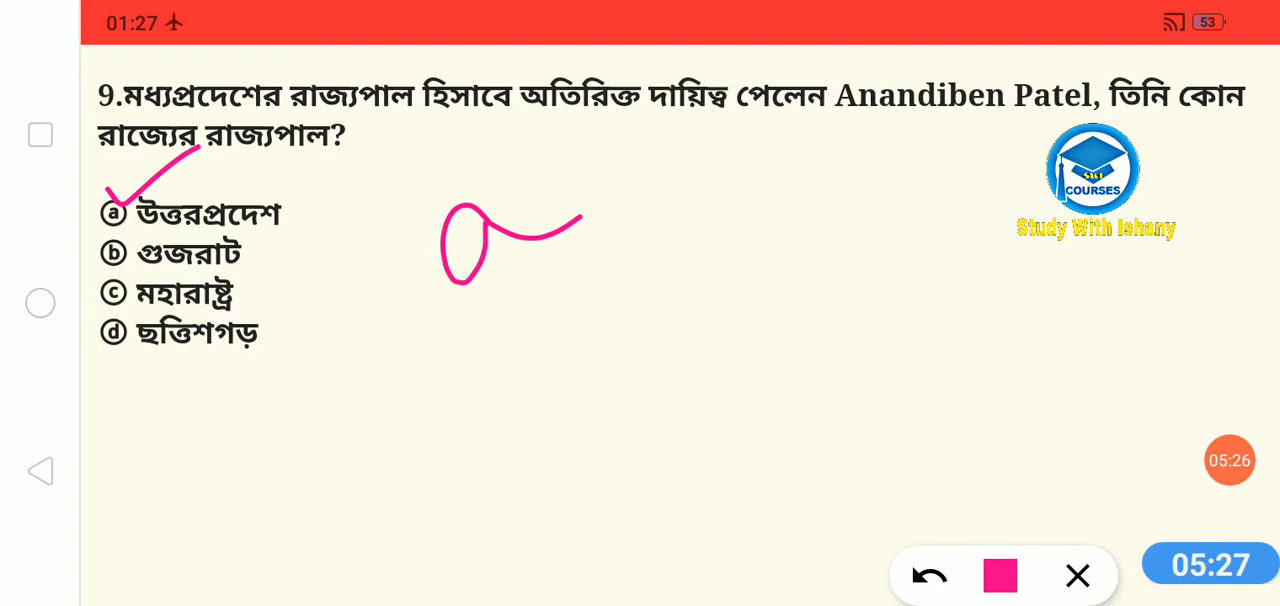 01:27
53
9.মধ্যপ্রদেশের রাজ্যপাল হিসাবে অতিরিক্ত দায়িত্ব পেলেন Anandiben Patel, তিনি কোন
রাজ্যের রাজ্যপাল?
ⓐ উত্তরপ্রদেশ
ⓑ গুজরাট
ⓒ মহারাষ্ট্র
ⓓ ছত্তিশগড়
a
SWI
COURSES
Study With Ishany
05:26
05:27